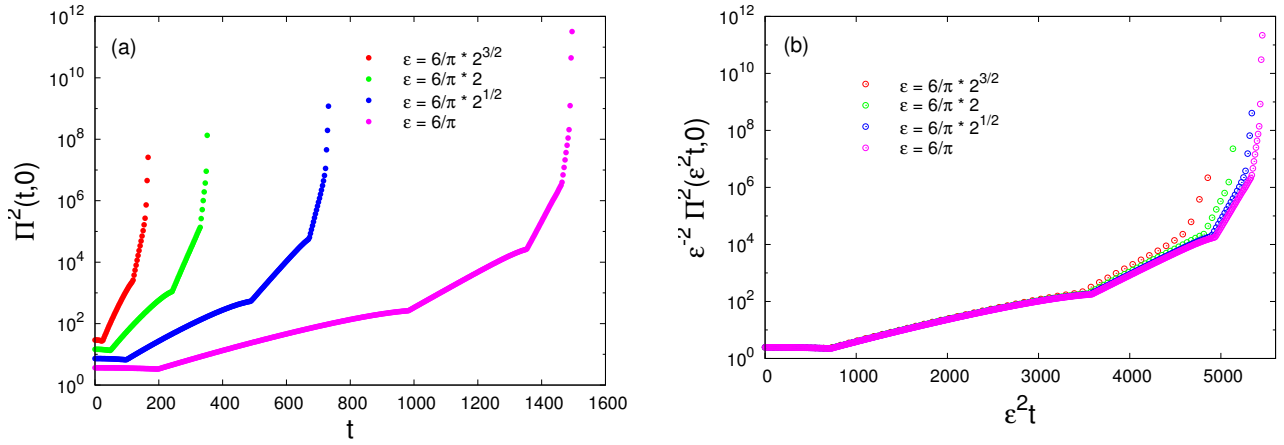 (a)
ε = 6/π * 2^{3/2}
ε = 6/π * 2
ε = 6/π * 2^{1/2}
ε = 6/π
10^{12}
10^{10}
10^{8}
10^{6}
10^{4}
10^{2}
10^{0}
Π^{2}(t,0)
0 200 400 600 800 1000 1200 1400 1600
t
(b)
ε = 6/π * 2^{3/2}
ε = 6/π * 2
ε = 6/π * 2^{1/2}
ε = 6/π
10^{12}
10^{10}
10^{8}
10^{6}
10^{4}
10^{2}
10^{0}
ε^{-2} Π^{2}(ε^{2}t,0)
0 1000 2000 3000 4000 5000
ε^{2}t